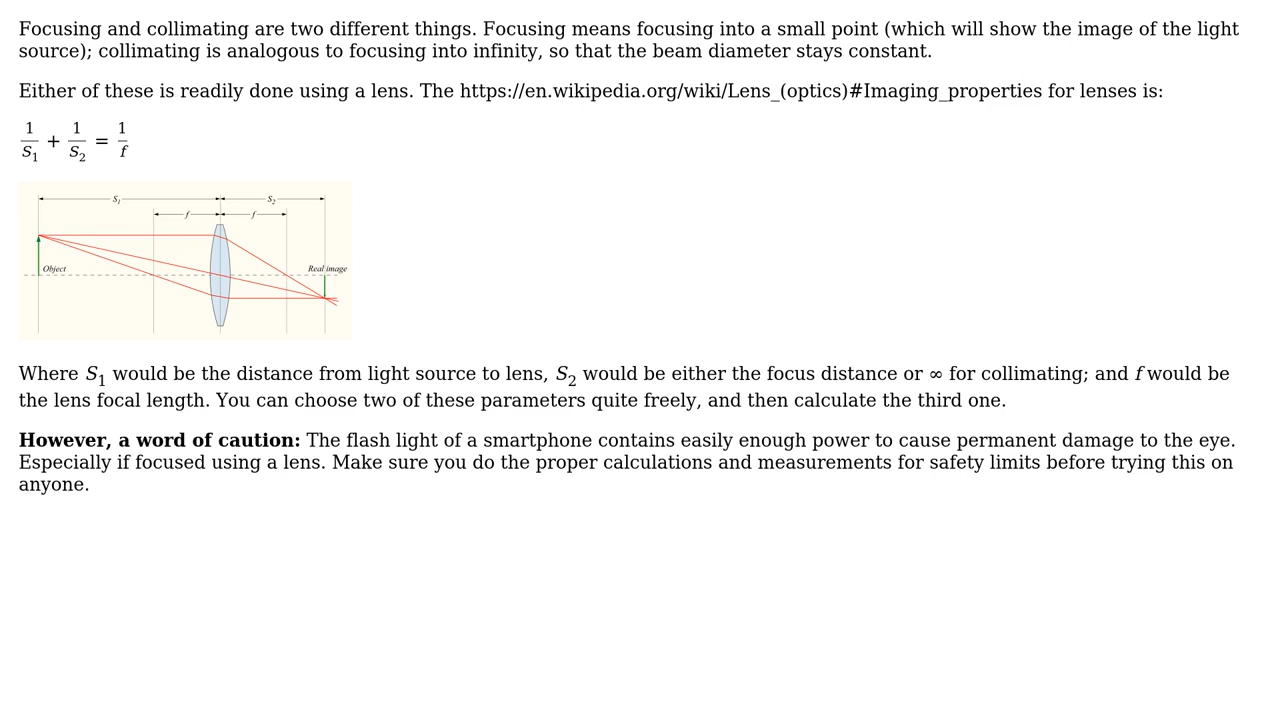 Focusing and collimating are two different things. Focusing means focusing into a small point (which will show the image of the light
source); collimating is analogous to focusing into infinity, so that the beam diameter stays constant.
Either of these is readily done using a lens. The https://en.wikipedia.org/wiki/Lens_(optics)#Imaging_properties for lenses is:
1/S₁ + 1/S₂ = 1/f
S₁ S₂
f f
Object Real image
Where S₁ would be the distance from light source to lens, S₂ would be either the focus distance or ∞ for collimating; and f would be
the lens focal length. You can choose two of these parameters quite freely, and then calculate the third one.
However, a word of caution: The flash light of a smartphone contains easily enough power to cause permanent damage to the eye.
Especially if focused using a lens. Make sure you do the proper calculations and measurements for safety limits before trying this on
anyone.